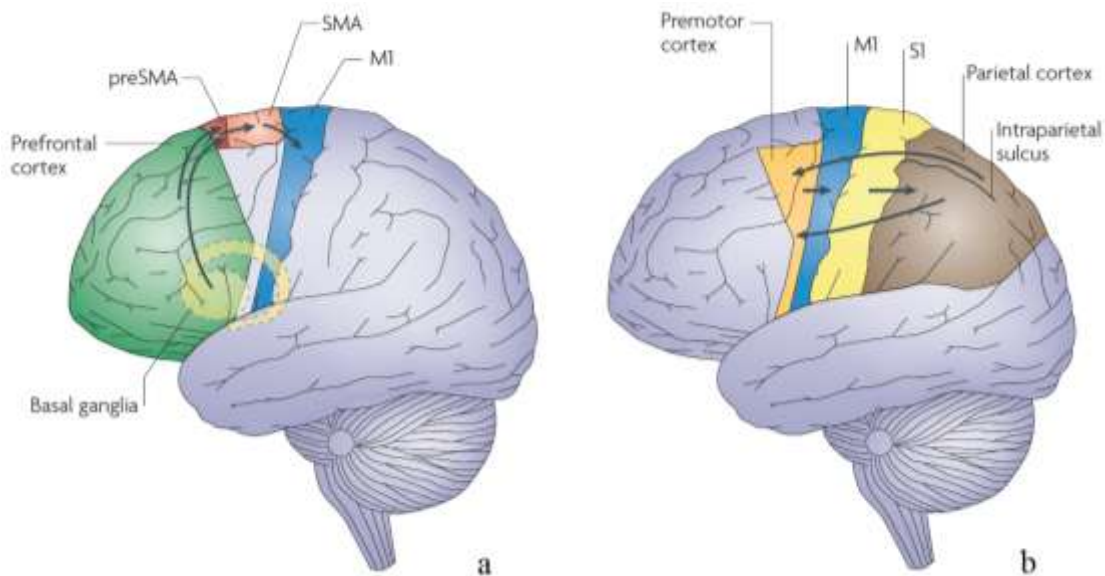 SMA
M1
preSMA
Prefrontal
cortex
Basal ganglia
a
Premotor
cortex
M1
S1
Parietal cortex
Intraparietal
sulcus
b